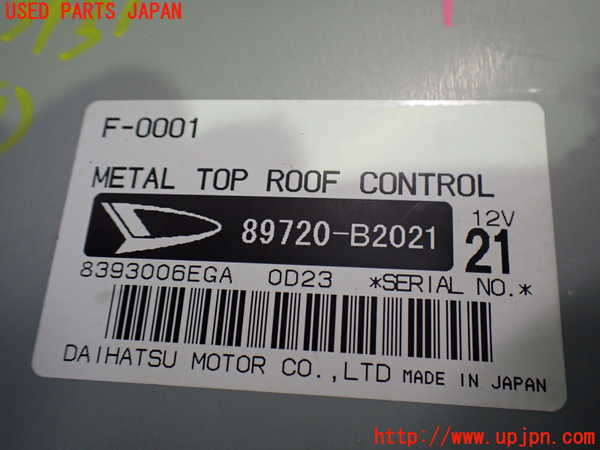 USED PARTS JAPAN
F-0001
METAL TOP ROOF CONTROL
89720-B2021
12V
21
8393006EGA 0D23 *SERIAL NO.*
DAIHATSU MOTOR CO.,LTD MADE IN JAPAN
http://www.upjpn.com/